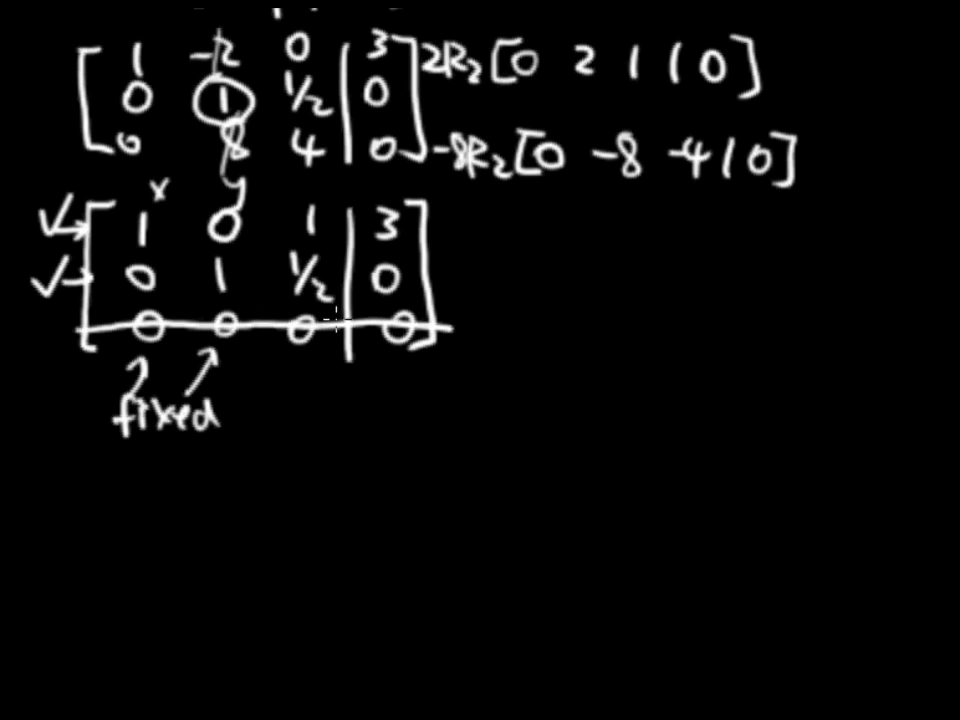 [ 1 -2 0 | 3 ] 2R₂ [0 2 1 | 0]
[ 0 1 1/2 | 0 ]
[ 0 8 4 | 0 ] -8R₂ [0 -8 -4 | 0]
x y
[ 1 0 1 | 3 ]
[ 0 1 1/2 | 0 ]
[ 0 0 0 | 0 ]
fixed